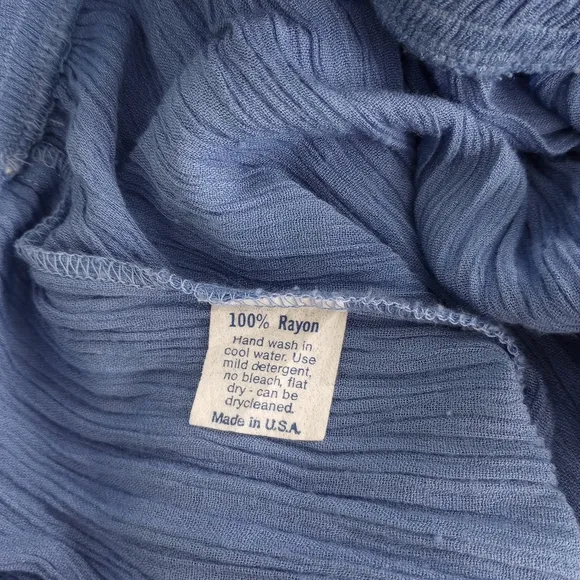 100% Rayon
Hand wash in
cool water. Use
mild detergent,
no bleach, flat
dry - can be
drycleaned.
Made in U.S.A.